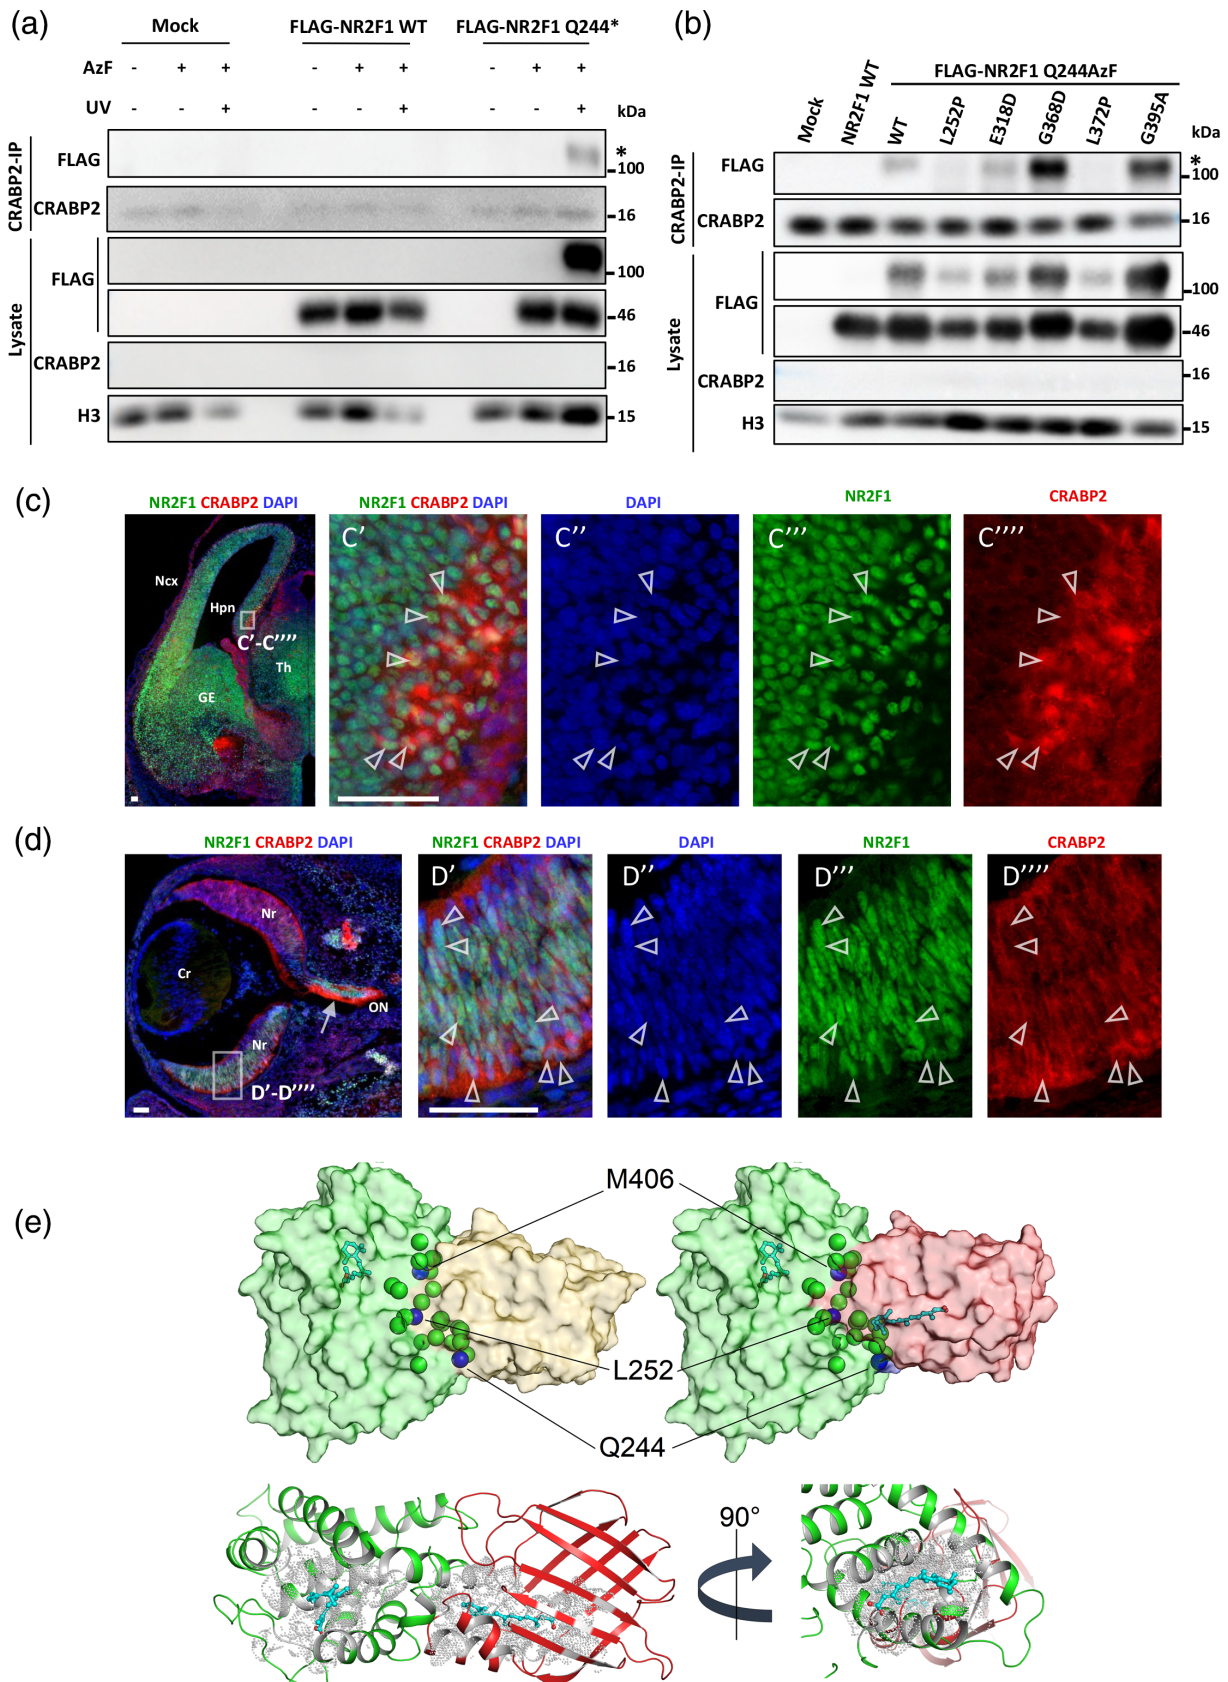 (a)
Mock FLAG-NR2F1 WT FLAG-NR2F1 Q244*
AzF - + + - + + - + +
UV - - + - - + - - + kDa
CRABP2-IP
FLAG * 100
CRABP2 16
Lysate
FLAG 100
46
CRABP2 16
H3 15
(b)
FLAG-NR2F1 Q244AzF
Mock NR2F1 WT WT L252P E318D G368D L372P G395A kDa
CRABP2-IP
FLAG * 100
CRABP2 16
Lysate
FLAG 100
46
CRABP2 16
H3 15
(c)
NR2F1 CRABP2 DAPI NR2F1 CRABP2 DAPI DAPI NR2F1 CRABP2
Ncx
Hpn
C'-C''''
Th
GE
C' C'' C''' C''''
(d)
NR2F1 CRABP2 DAPI NR2F1 CRABP2 DAPI DAPI NR2F1 CRABP2
Nr
Cr
ON
Nr
D'-D''''
D' D'' D''' D''''
(e)
M406
L252
Q244
90°